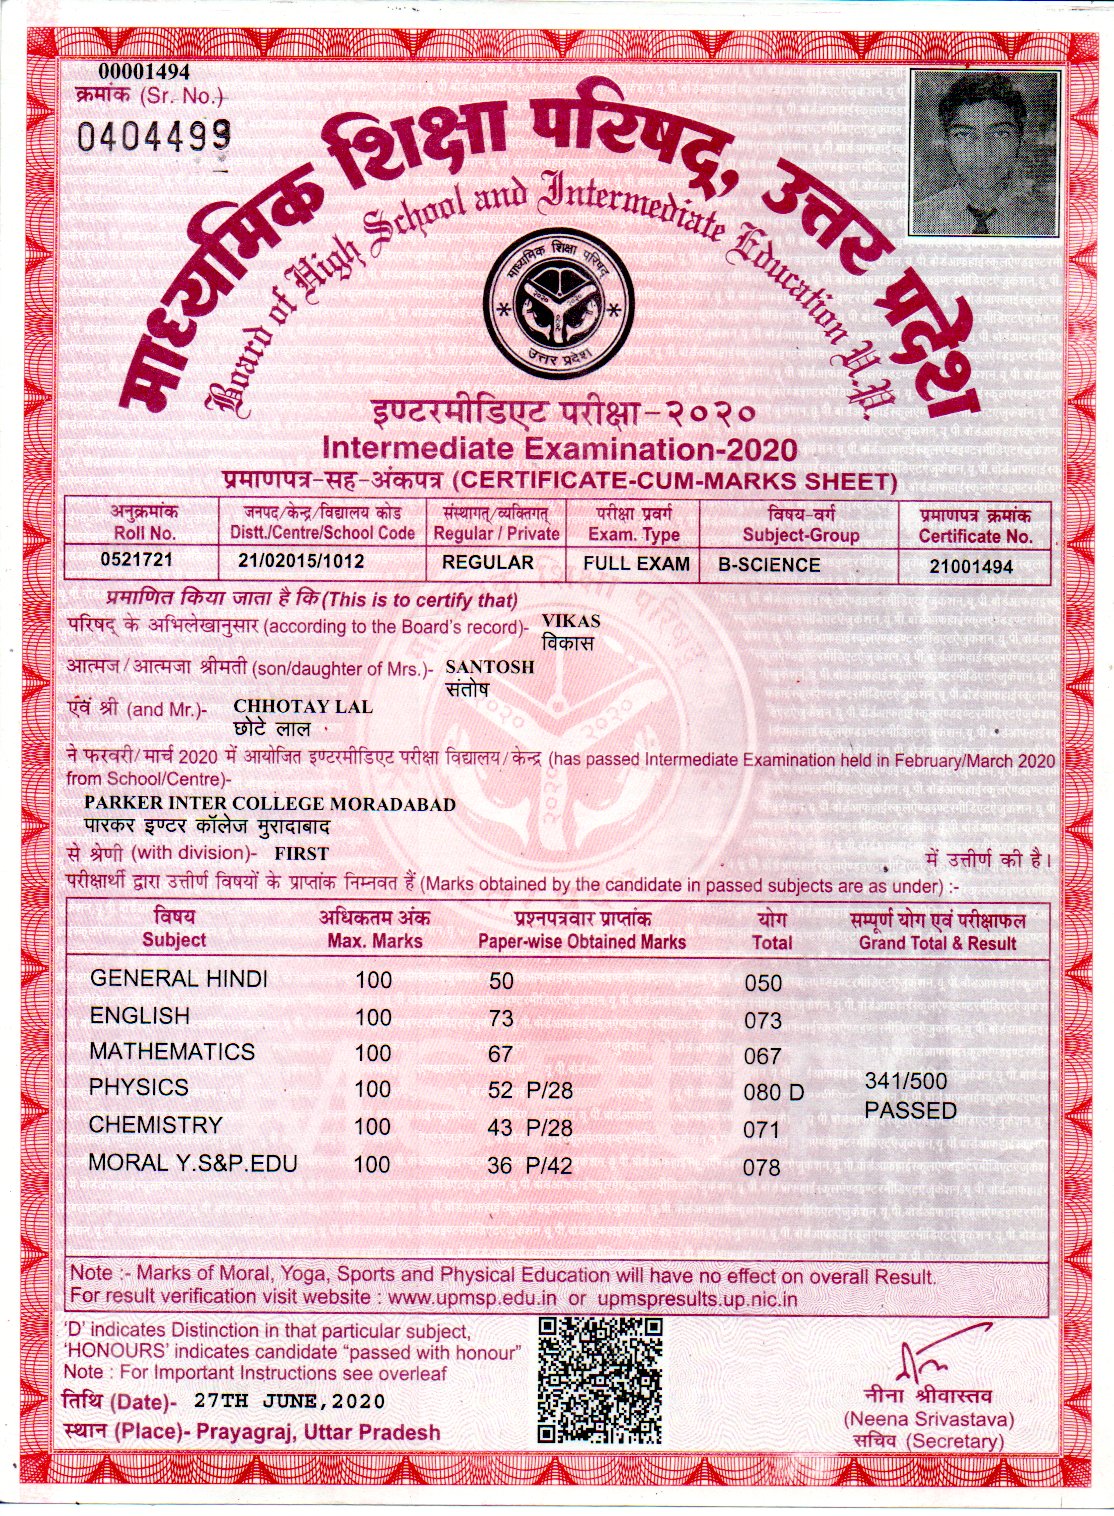 00001494
क्रमांक (Sr. No.)
0404499
माध्यमिक शिक्षा परिषद्, उत्तर प्रदेश
Board of High School and Intermediate Education U.P.
माध्यमिक शिक्षा परिषद्
उत्तर प्रदेश
इण्टरमीडिएट परीक्षा-२०२०
Intermediate Examination-2020
प्रमाणपत्र-सह-अंकपत्र (CERTIFICATE-CUM-MARKS SHEET)
अनुक्रमांक जनपद/केन्द्र/विद्यालय कोड संस्थागत्/व्यक्तिगत् परीक्षा प्रवर्ग विषय-वर्ग प्रमाणपत्र क्रमांक
Roll No. Distt./Centre/School Code Regular / Private Exam. Type Subject-Group Certificate No.
0521721 21/02015/1012 REGULAR FULL EXAM B-SCIENCE 21001494
प्रमाणित किया जाता है कि (This is to certify that)
परिषद् के अभिलेखानुसार (according to the Board's record)- VIKAS
विकास
आत्मज/आत्मजा श्रीमती (son/daughter of Mrs.)- SANTOSH
संतोष
एंवं श्री (and Mr.)- CHHOTAY LAL
छोटे लाल
ने फरवरी/मार्च 2020 में आयोजित इण्टरमीडिएट परीक्षा विद्यालय/केन्द्र (has passed Intermediate Examination held in February/March 2020
from School/Centre)-
PARKER INTER COLLEGE MORADABAD
पारकर इण्टर कॉलेज मुरादाबाद
से श्रेणी (with division)- FIRST में उत्तीर्ण की है।
परीक्षार्थी द्वारा उत्तीर्ण विषयों के प्राप्तांक निम्नवत हैं (Marks obtained by the candidate in passed subjects are as under) :-
विषय अधिकतम अंक प्रश्नपत्रवार प्राप्तांक योग सम्पूर्ण योग एवं परीक्षाफल
Subject Max. Marks Paper-wise Obtained Marks Total Grand Total & Result
GENERAL HINDI 100 50 050
ENGLISH 100 73 073
MATHEMATICS 100 67 067
PHYSICS 100 52 P/28 080 D 341/500
PASSED
CHEMISTRY 100 43 P/28 071
MORAL Y.S&P.EDU 100 36 P/42 078
Note :- Marks of Moral, Yoga, Sports and Physical Education will have no effect on overall Result.
For result verification visit website : www.upmsp.edu.in or upmspresults.up.nic.in
'D' indicates Distinction in that particular subject,
'HONOURS' indicates candidate "passed with honour"
Note : For Important Instructions see overleaf
तिथि (Date)- 27TH JUNE,2020
स्थान (Place)- Prayagraj, Uttar Pradesh
नीना श्रीवास्तव
(Neena Srivastava)
सचिव (Secretary)